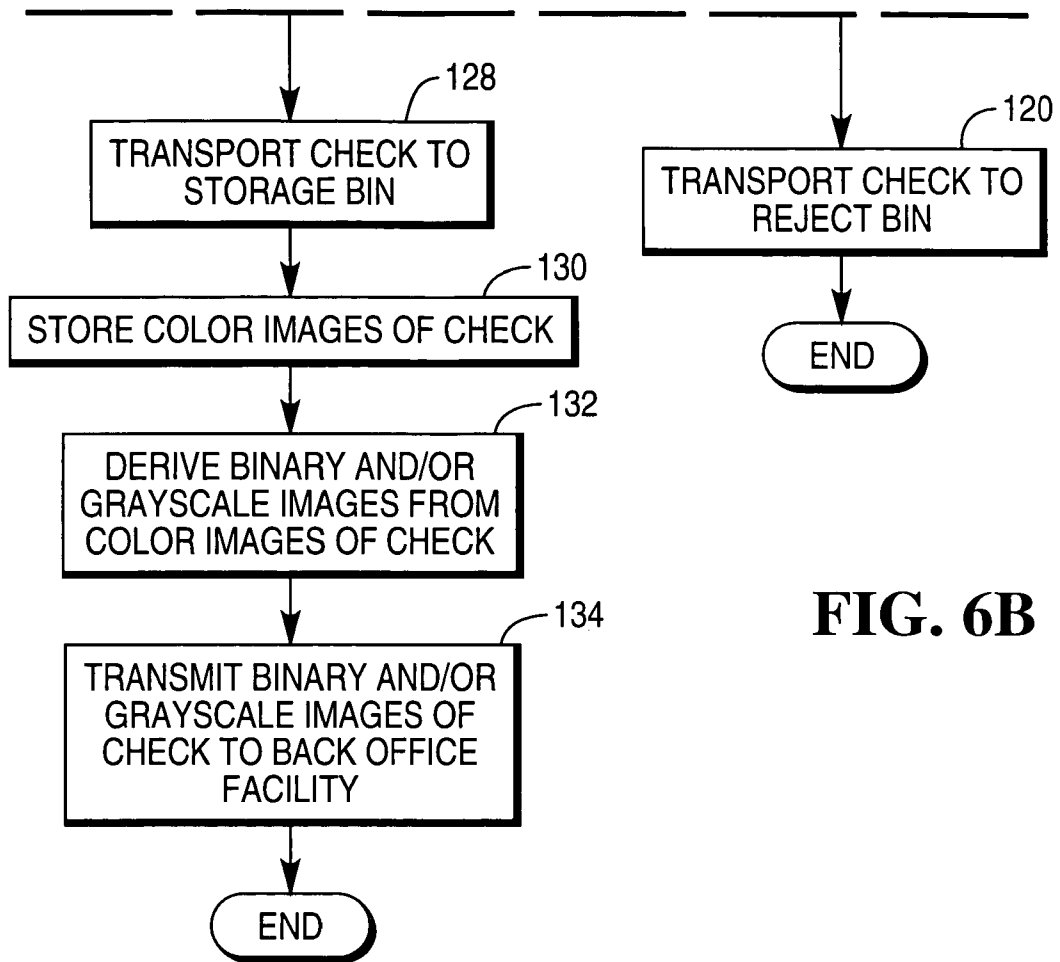 128
TRANSPORT CHECK TO
STORAGE BIN
130
STORE COLOR IMAGES OF CHECK
132
DERIVE BINARY AND/OR
GRAYSCALE IMAGES FROM
COLOR IMAGES OF CHECK
134
TRANSMIT BINARY AND/OR
GRAYSCALE IMAGES OF
CHECK TO BACK OFFICE
FACILITY
END
120
TRANSPORT CHECK TO
REJECT BIN
END
FIG. 6B